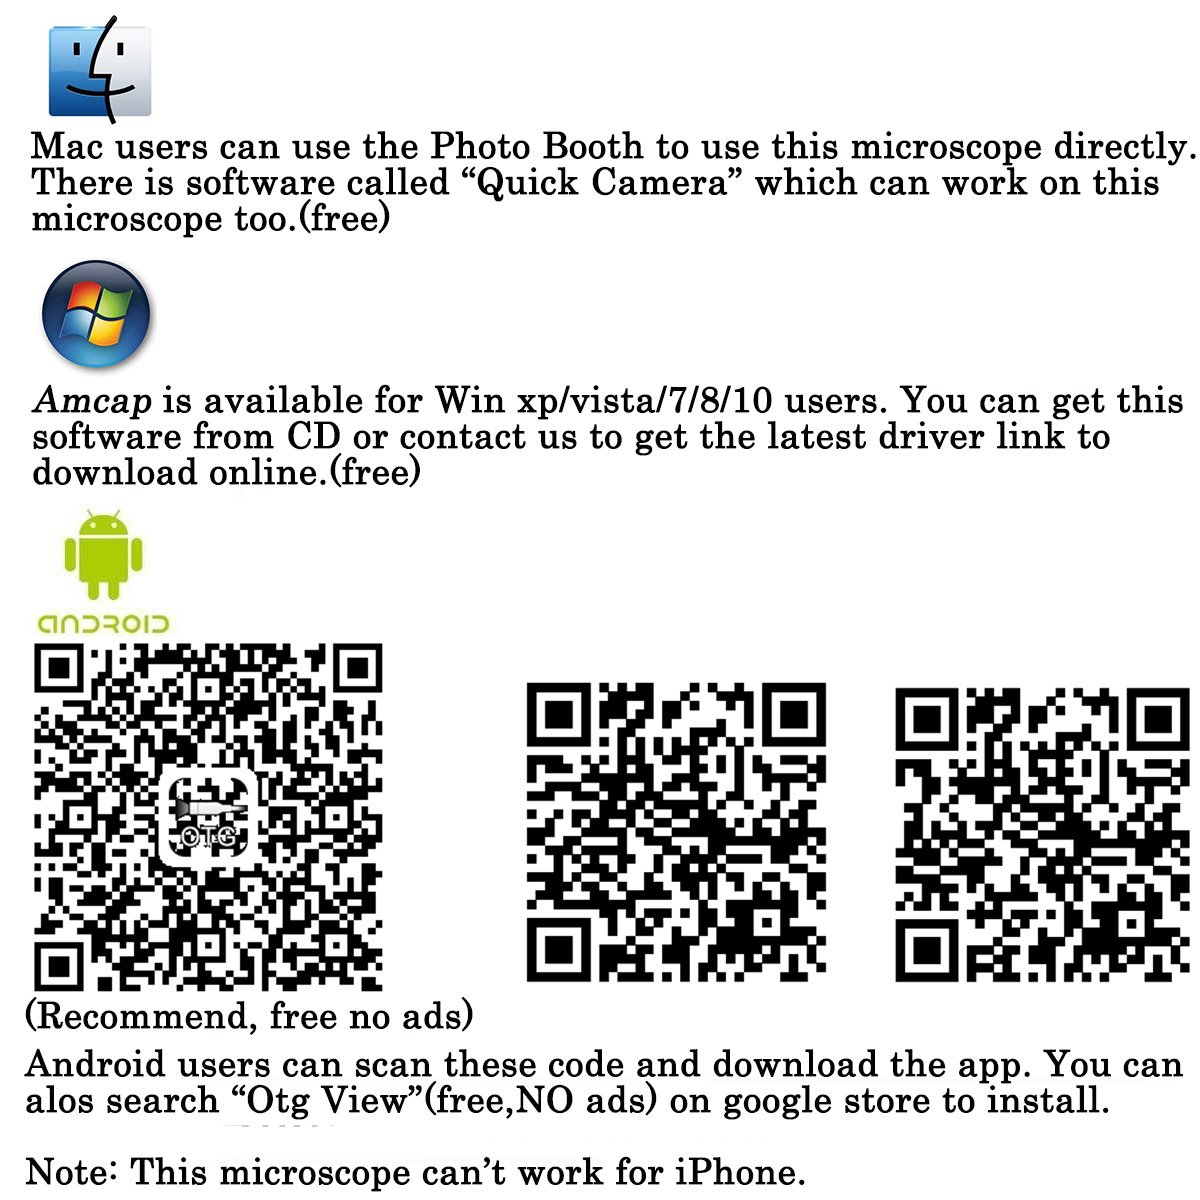 Mac users can use the Photo Booth to use this microscope directly.
There is software called “Quick Camera” which can work on this
microscope too.(free)
Amcap is available for Win xp/vista/7/8/10 users. You can get this
software from CD or contact us to get the latest driver link to
download online.(free)
ANDROID
OTG
(Recommend, free no ads)
Android users can scan these code and download the app. You can
alos search “Otg View”(free,NO ads) on google store to install.
Note: This microscope can’t work for iPhone.